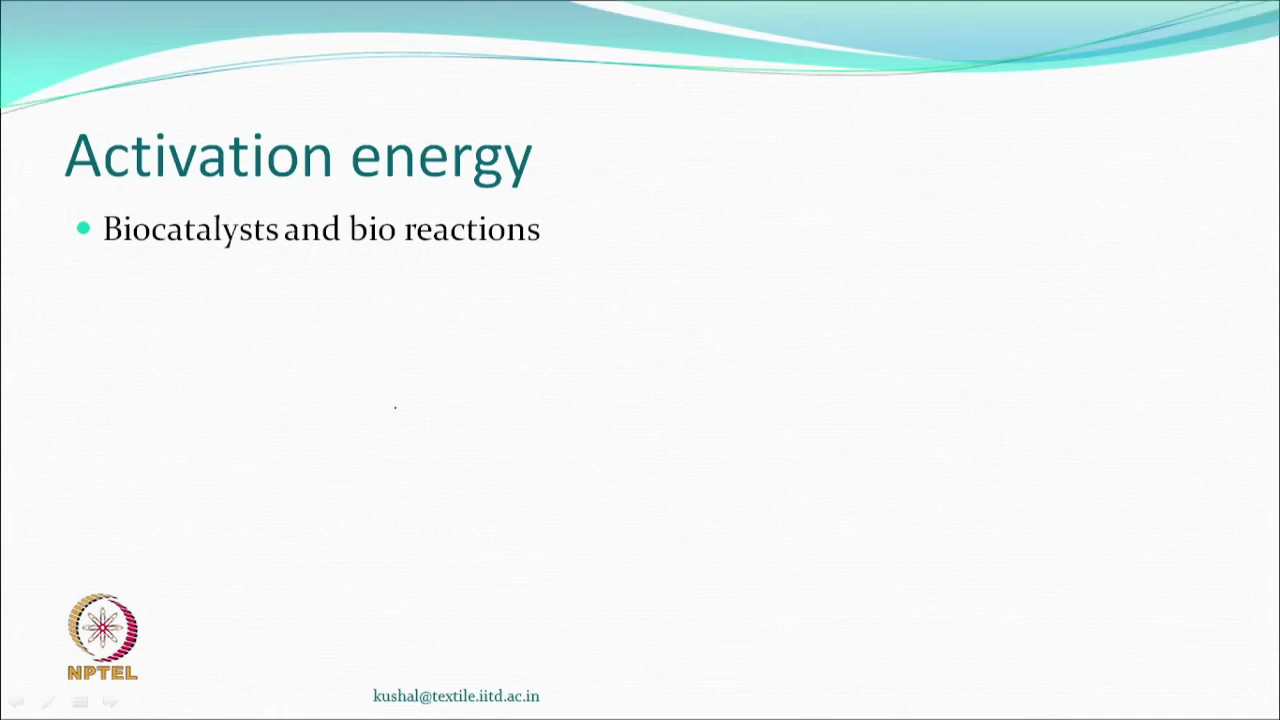 Activation energy
Biocatalysts and bio reactions
NPTEL
kushal@textile.iitd.ac.in